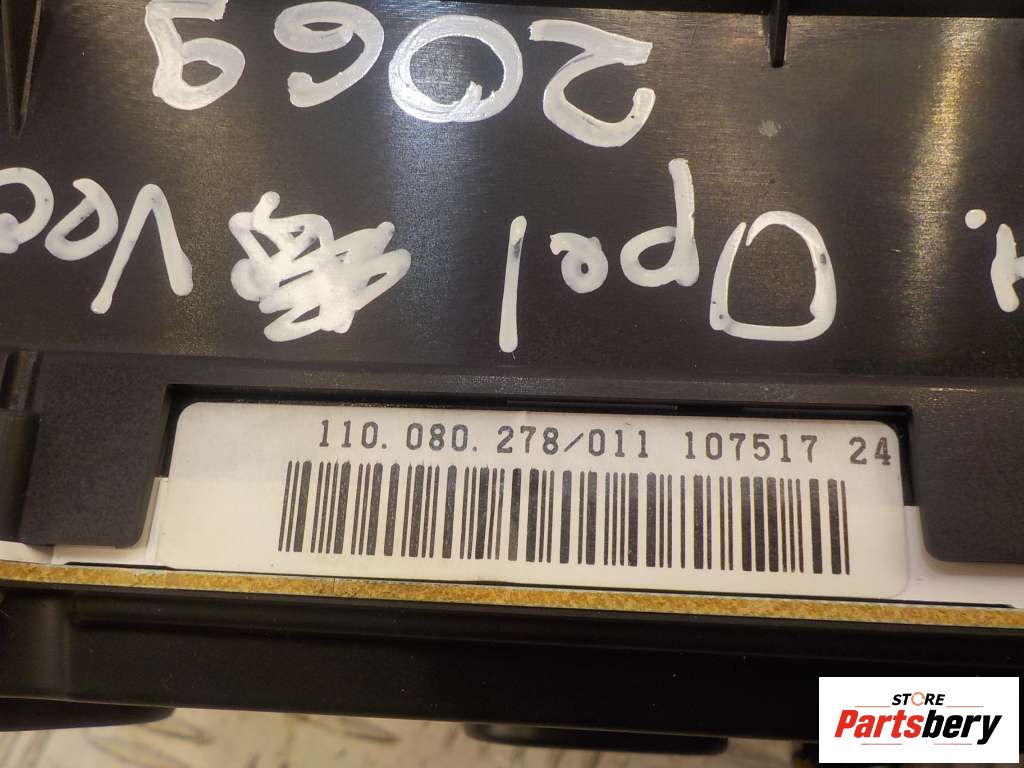 2069
Opel Vec
110.080.278/011 107517 24
STORE
Partsbery